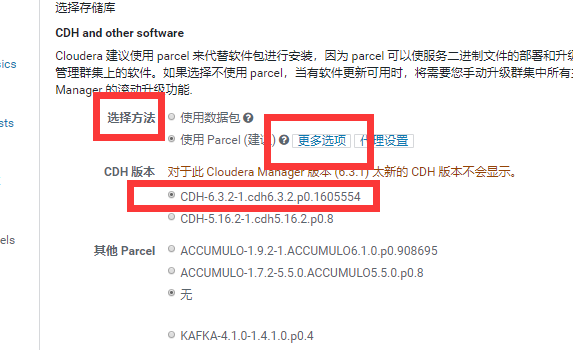 选择存储库
CDH and other software
Cloudera 建议使用 parcel 来代替软件包进行安装，因为 parcel 可以使服务二进制文件的部署和升级
管理群集上的软件。如果选择不使用 parcel，当有软件更新可用时，将需要您手动升级群集中所有主
Manager 的滚动升级功能.
选择方法 使用数据包
使用 Parcel (建议) 更多选项 代理设置
CDH 版本 对于此 Cloudera Manager 版本 (6.3.1) 太新的 CDH 版本不会显示。
CDH-6.3.2-1.cdh6.3.2.p0.1605554
CDH-5.16.2-1.cdh5.16.2.p0.8
其他 Parcel ACCUMULO-1.9.2-1.ACCUMULO6.1.0.p0.908695
ACCUMULO-1.7.2-5.5.0.ACCUMULO5.5.0.p0.8
无
KAFKA-4.1.0-1.4.1.0.p0.4
sics
sts
els